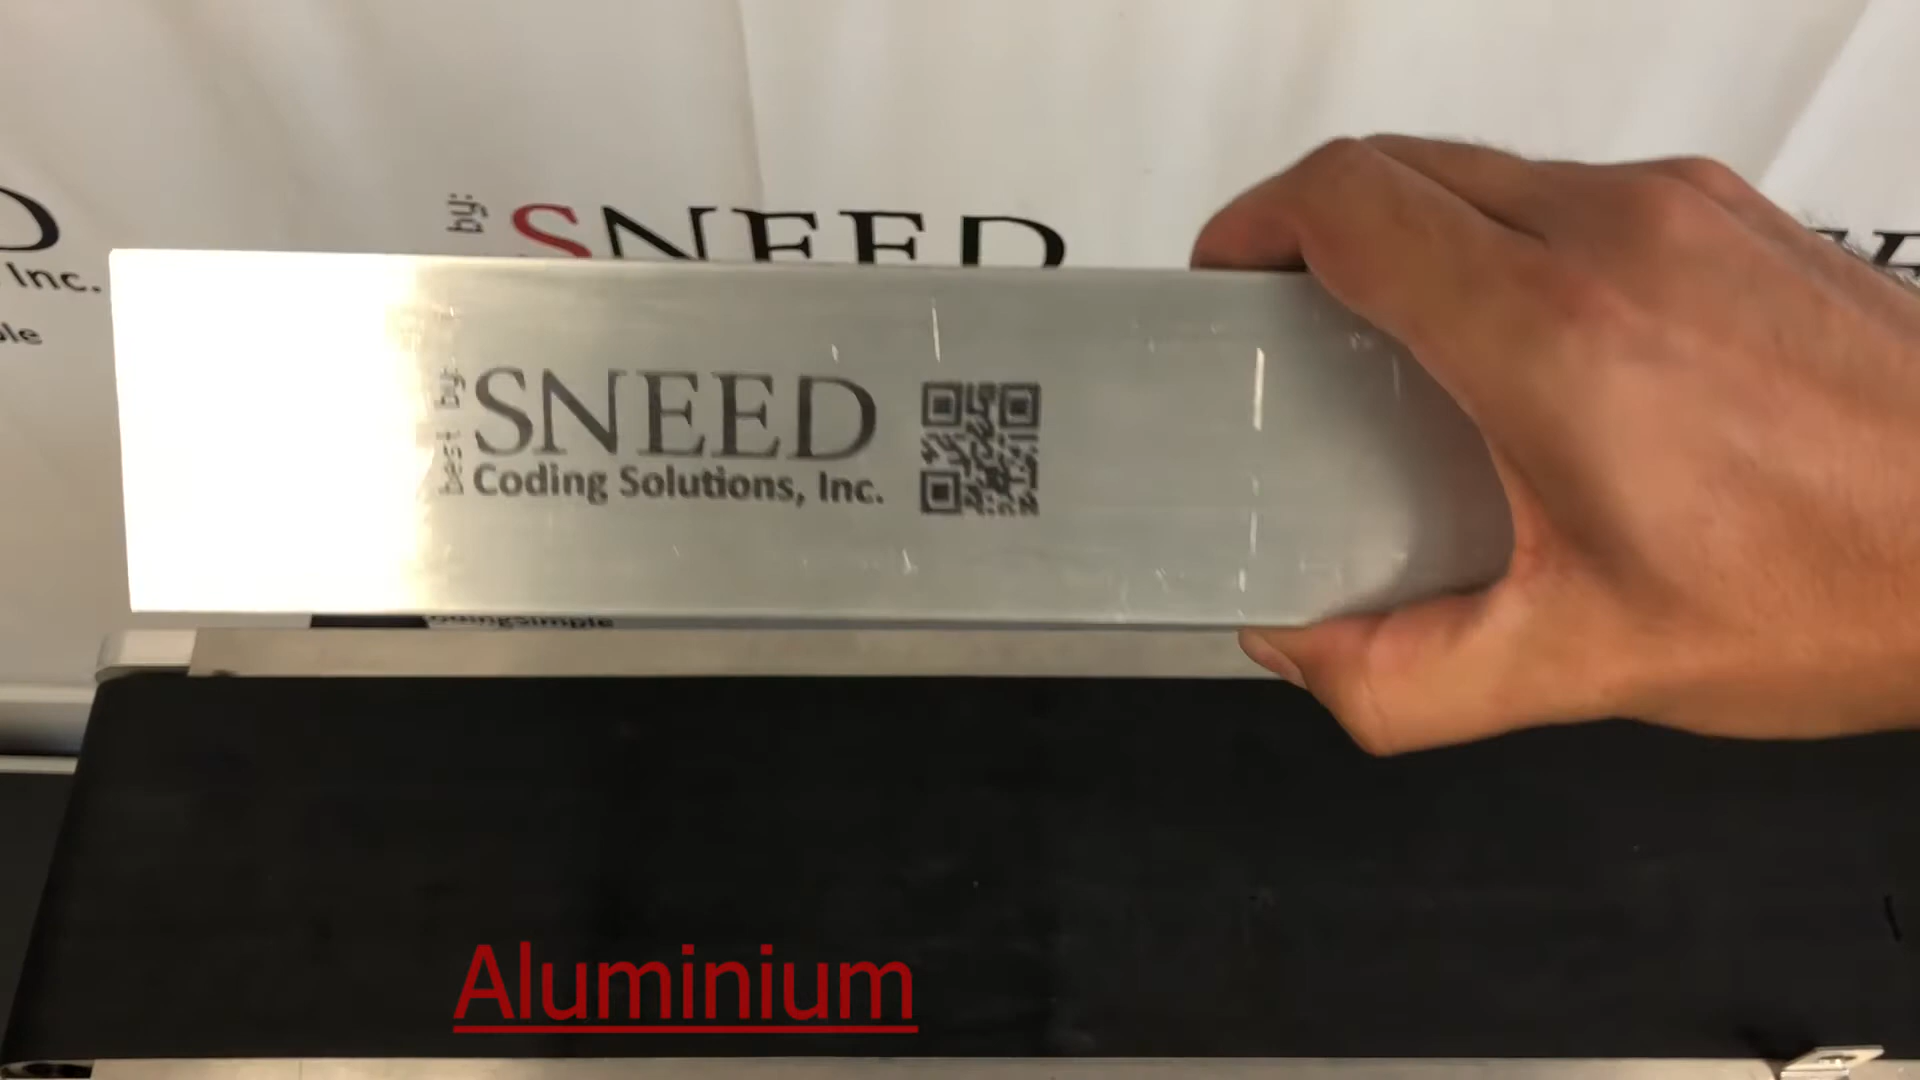 by: SNEED
D
Inc.
best by: SNEED
Coding Solutions, Inc.
Aluminium